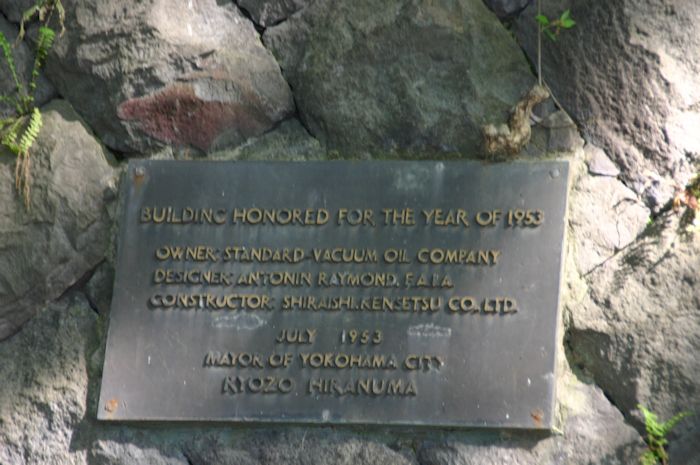 BUILDING HONORED FOR THE YEAR OF 1953
OWNER: STANDARD-VACUUM OIL COMPANY
DESIGNER: ANTONIN RAYMOND. F.A.I.A.
CONSTRUCTOR: SHIRAISHI.KENSETSU CO., LTD.
JULY 1953
MAYOR OF YOKOHAMA CITY
RYOZO HIRANUMA